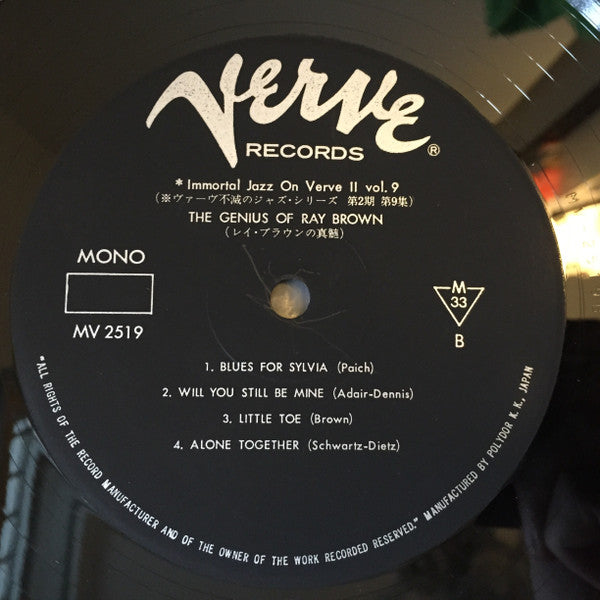 Verve
RECORDS ®
* Immortal Jazz On Verve II vol. 9
(※ヴァーヴ不滅のジャズ・シリーズ 第2期 第9集)
THE GENIUS OF RAY BROWN
(レイ・ブラウンの真髄)
MONO
MV 2519
M
33
B
1. BLUES FOR SYLVIA (Paich)
2. WILL YOU STILL BE MINE (Adair-Dennis)
3. LITTLE TOE (Brown)
4. ALONE TOGETHER (Schwartz-Dietz)
"ALL RIGHTS OF THE RECORD MANUFACTURER AND OF THE OWNER OF THE WORK RECORDED RESERVED." MANUFACTURED BY POLYDOR K. K., JAPAN